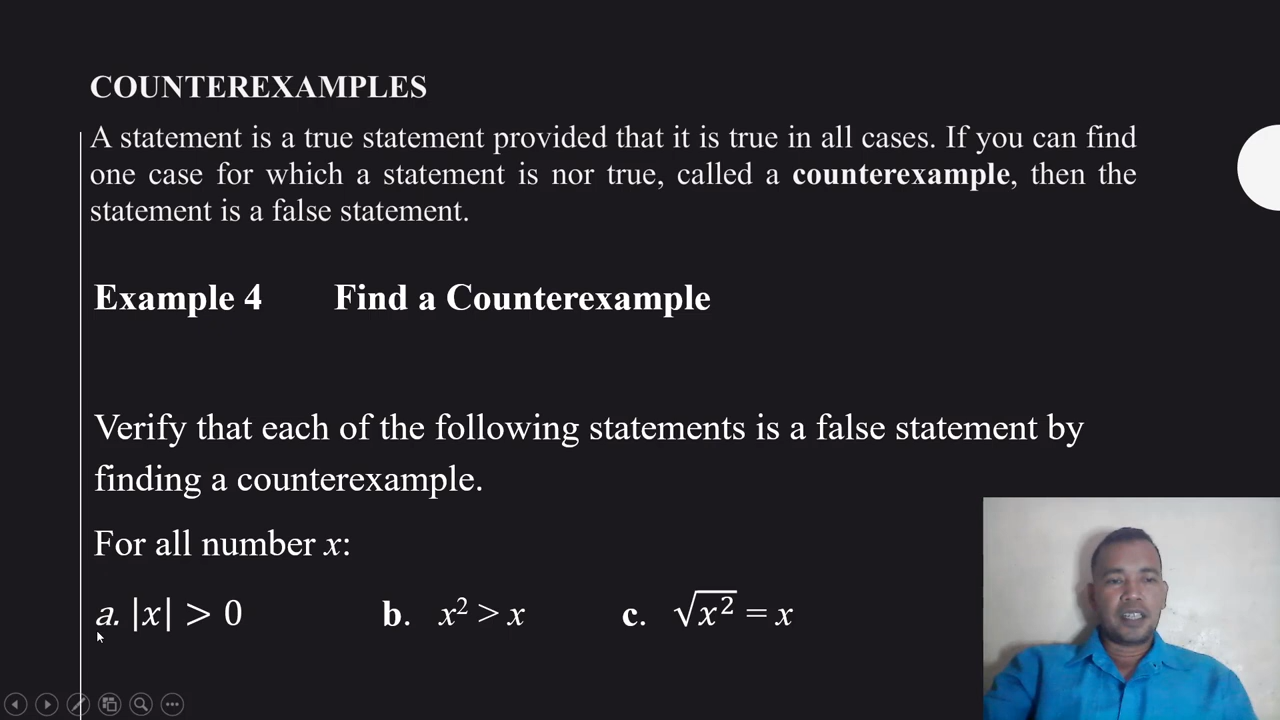 COUNTEREXAMPLES
A statement is a true statement provided that it is true in all cases. If you can find
one case for which a statement is nor true, called a counterexample, then the
statement is a false statement.
Example 4 Find a Counterexample
Verify that each of the following statements is a false statement by
finding a counterexample.
For all number x:
a. |x| > 0 b. x² > x c. √x² = x